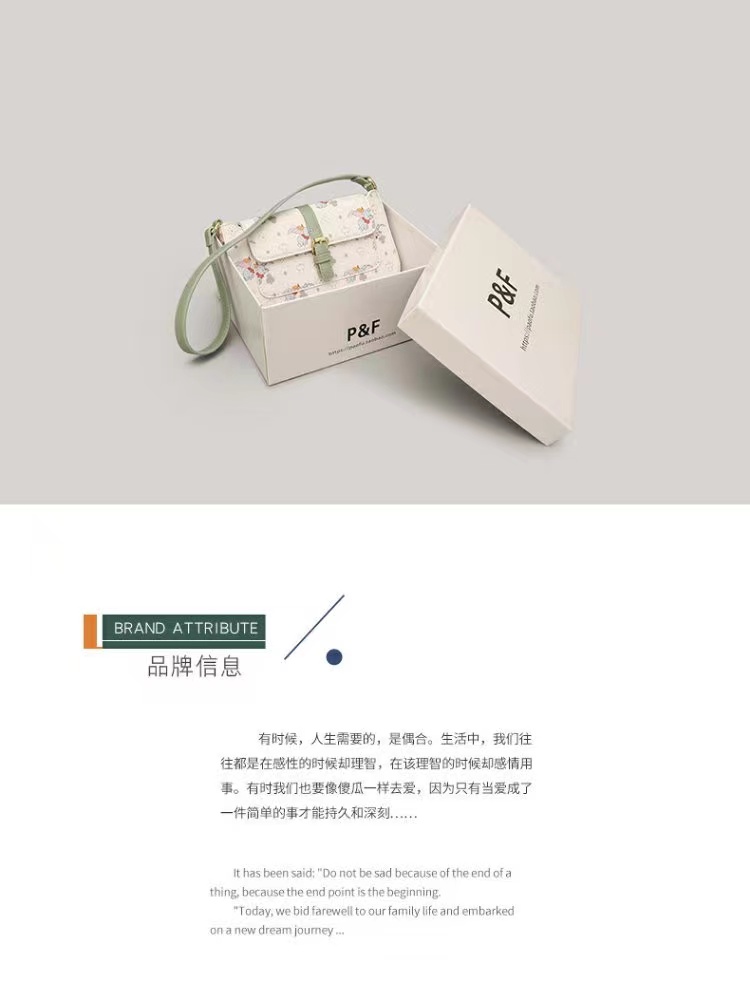 P&F
https://paofu.taobao.com
P&F
https://paofu.taobao.com
BRAND ATTRIBUTE
品牌信息
有时候，人生需要的，是偶合。生活中，我们往
往都是在感性的时候却理智，在该理智的时候却感情用
事。有时我们也要像傻瓜一样去爱，因为只有当爱成了
一件简单的事才能持久和深刻……
It has been said: "Do not be sad because of the end of a
thing, because the end point is the beginning.
"Today, we bid farewell to our family life and embarked
on a new dream journey ...